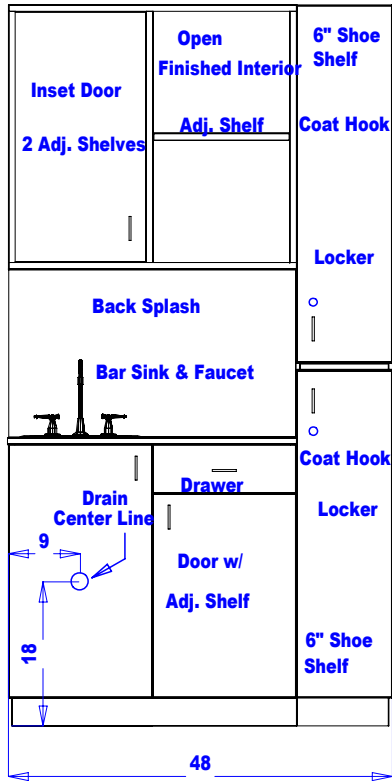 Open
Finished Interior
6" Shoe
Shelf
Inset Door
2 Adj. Shelves
Adj. Shelf
Coat Hook
Locker
Back Splash
Bar Sink & Faucet
Coat Hook
Drawer
Drain
Center Line
Locker
9
Door w/
Adj. Shelf
18
6" Shoe
Shelf
48